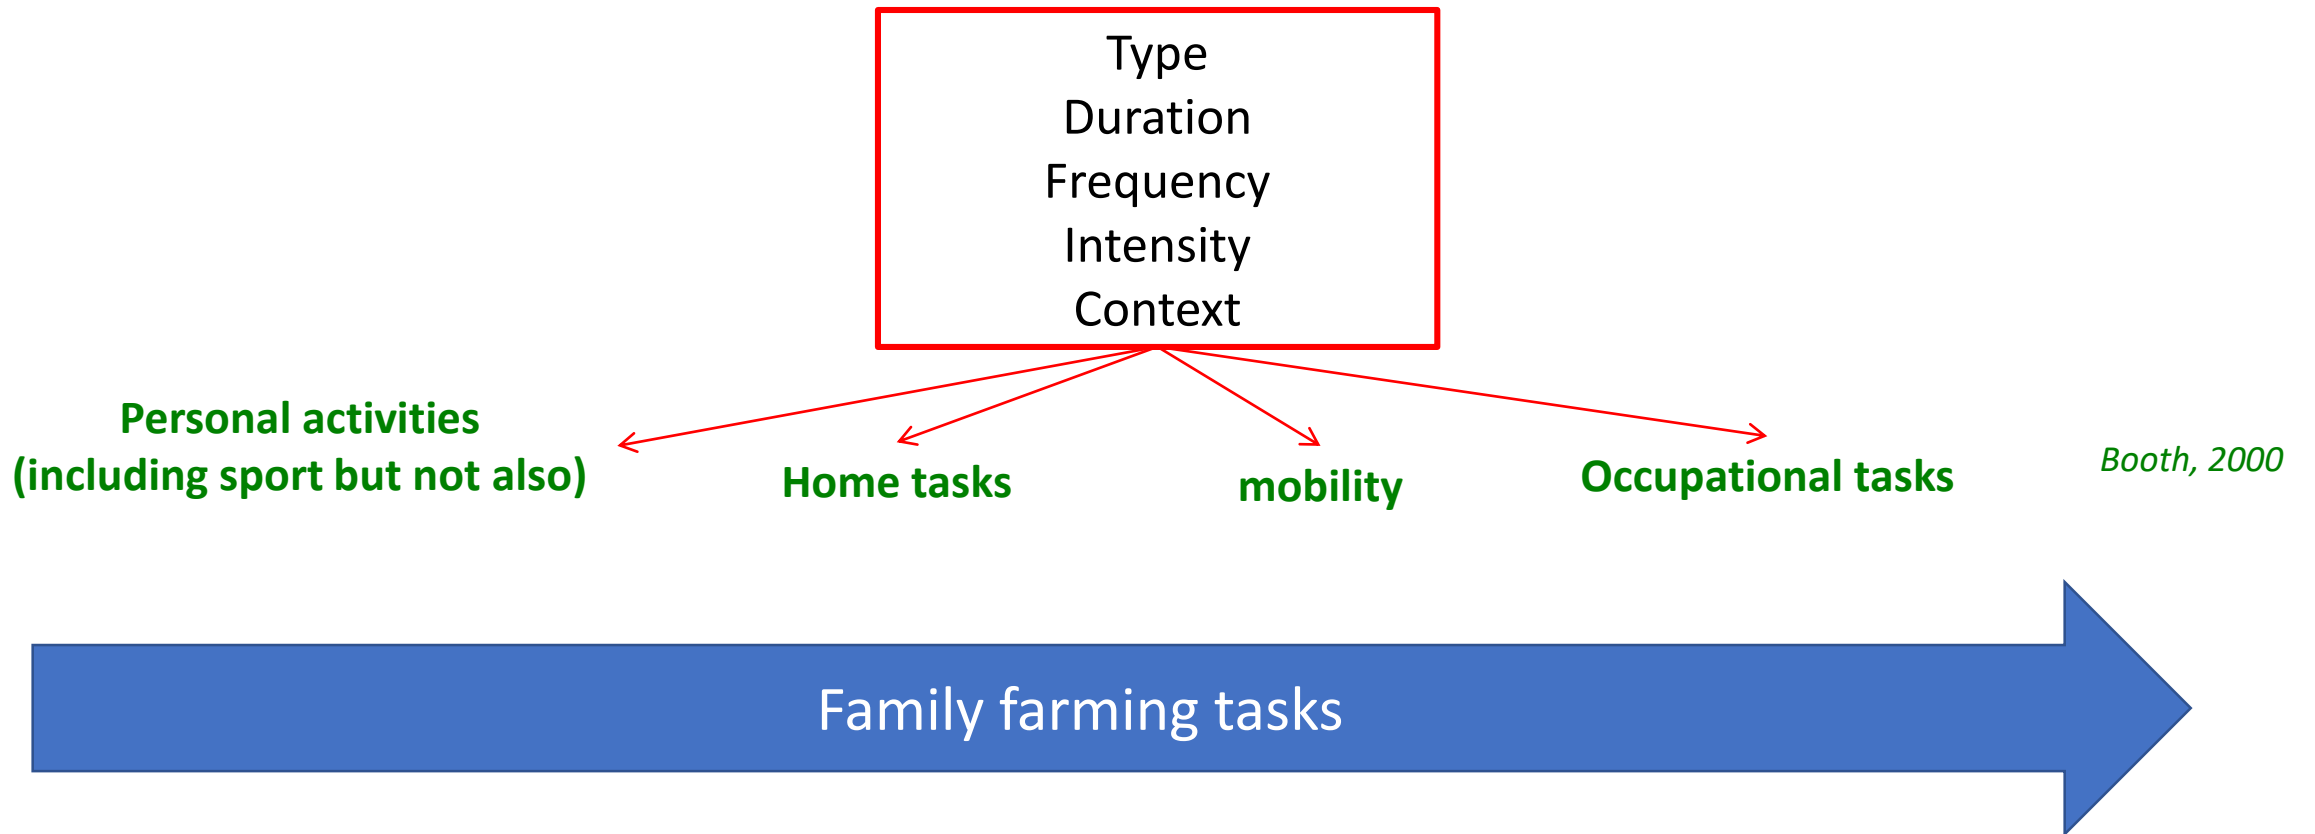 Type
Duration
Frequency
Intensity
Context
Personal activities
(including sport but not also)
Home tasks
mobility
Occupational tasks
Booth, 2000
Family farming tasks